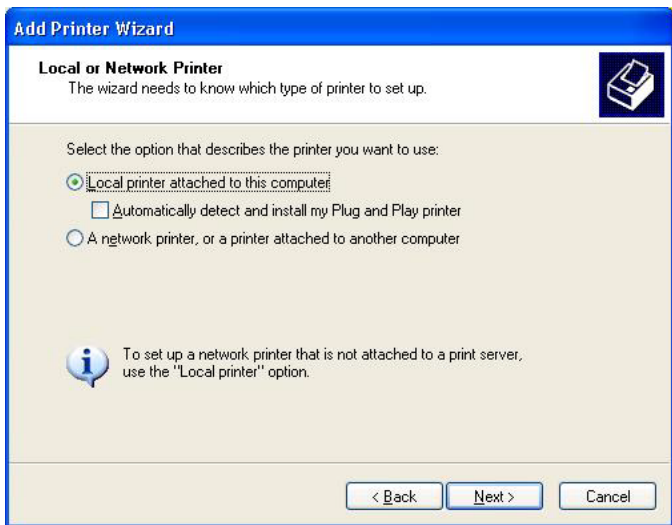 Add Printer Wizard
Local or Network Printer
The wizard needs to know which type of printer to set up.
Select the option that describes the printer you want to use:
Local printer attached to this computer
Automatically detect and install my Plug and Play printer
A network printer, or a printer attached to another computer
To set up a network printer that is not attached to a print server,
use the "Local printer" option.
< Back Next > Cancel